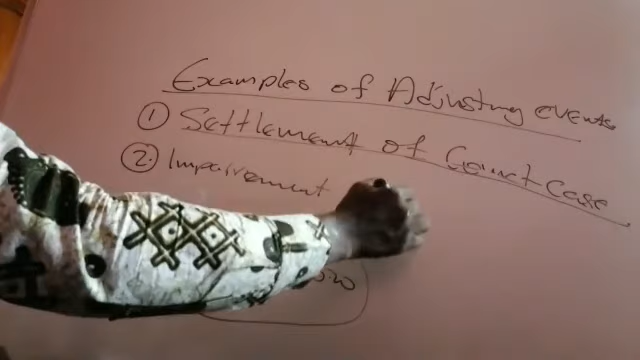 Examples of Adjusting events
① Settlement of Court case
②. Impairment